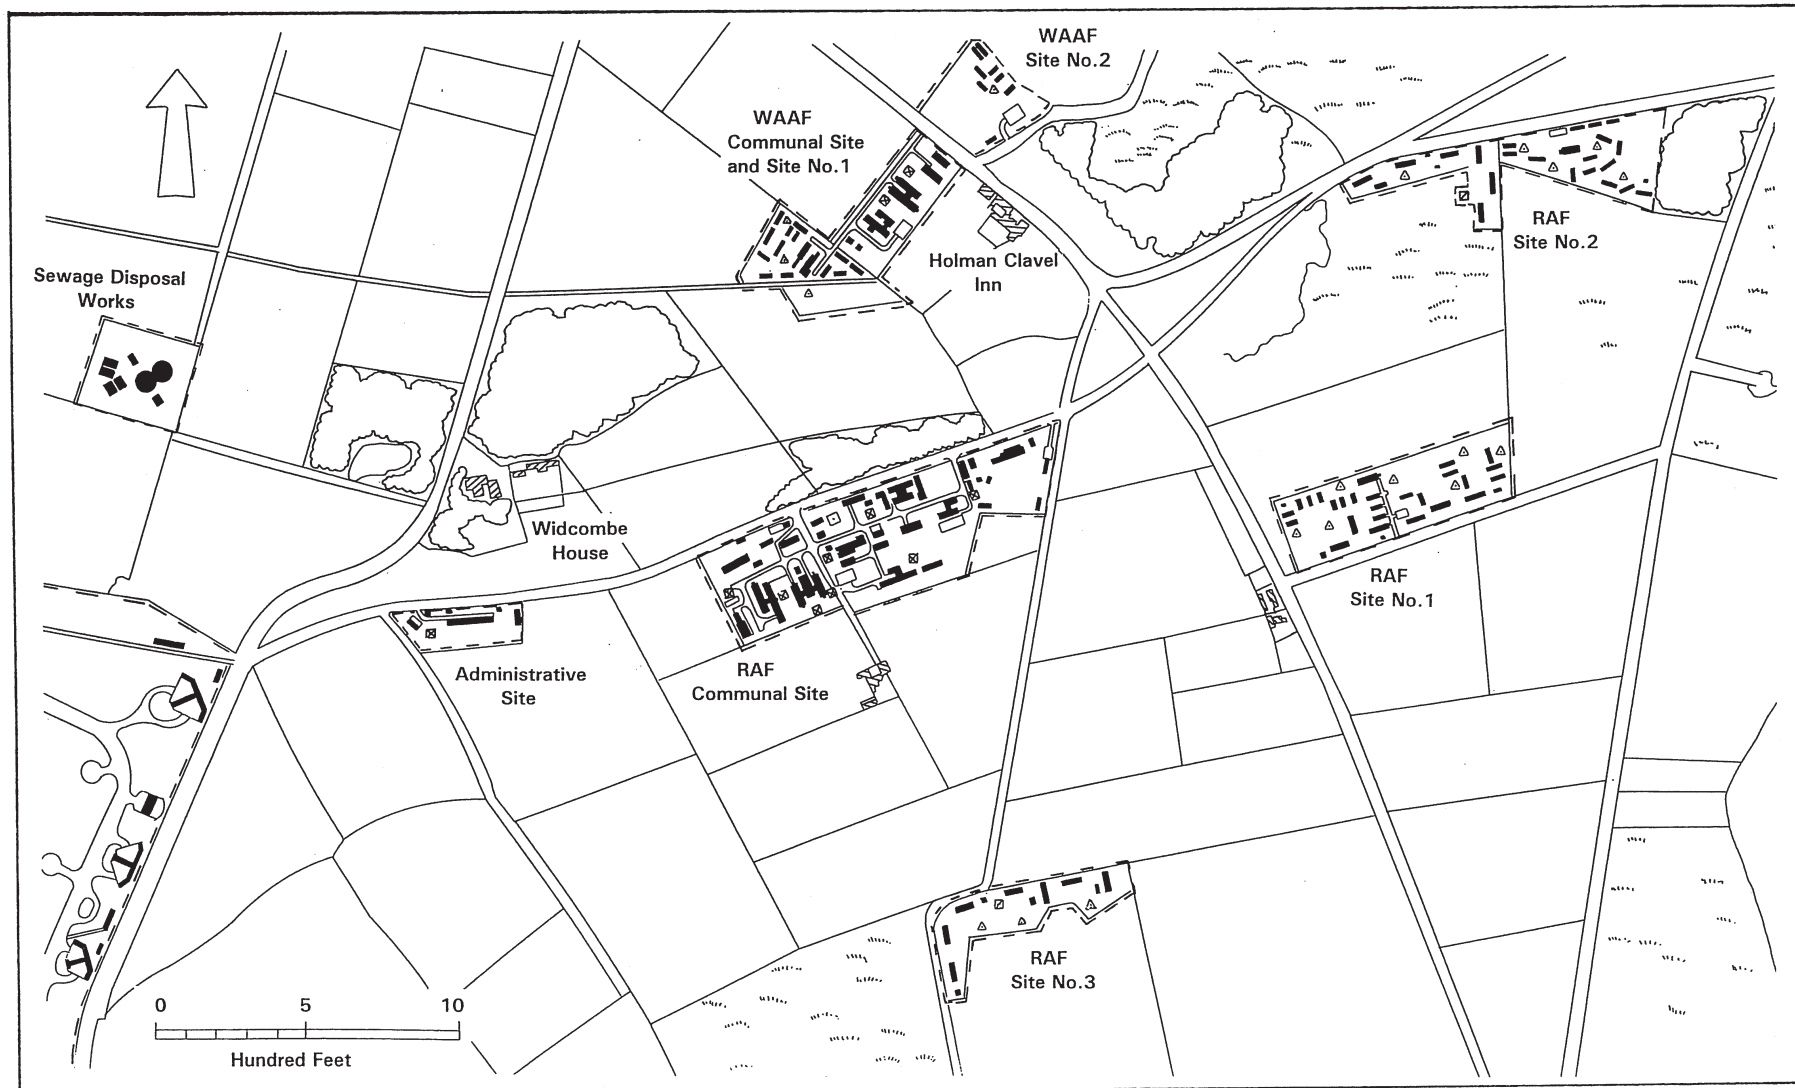 WAAF
Site No.2
WAAF
Communal Site
and Site No.1
RAF
Site No.2
Holman Clavel
Inn
Sewage Disposal
Works
Widcombe
House
RAF
Site No.1
Administrative
Site
RAF
Communal Site
RAF
Site No.3
0 5 10
Hundred Feet